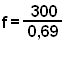 f = 300 / 0,69